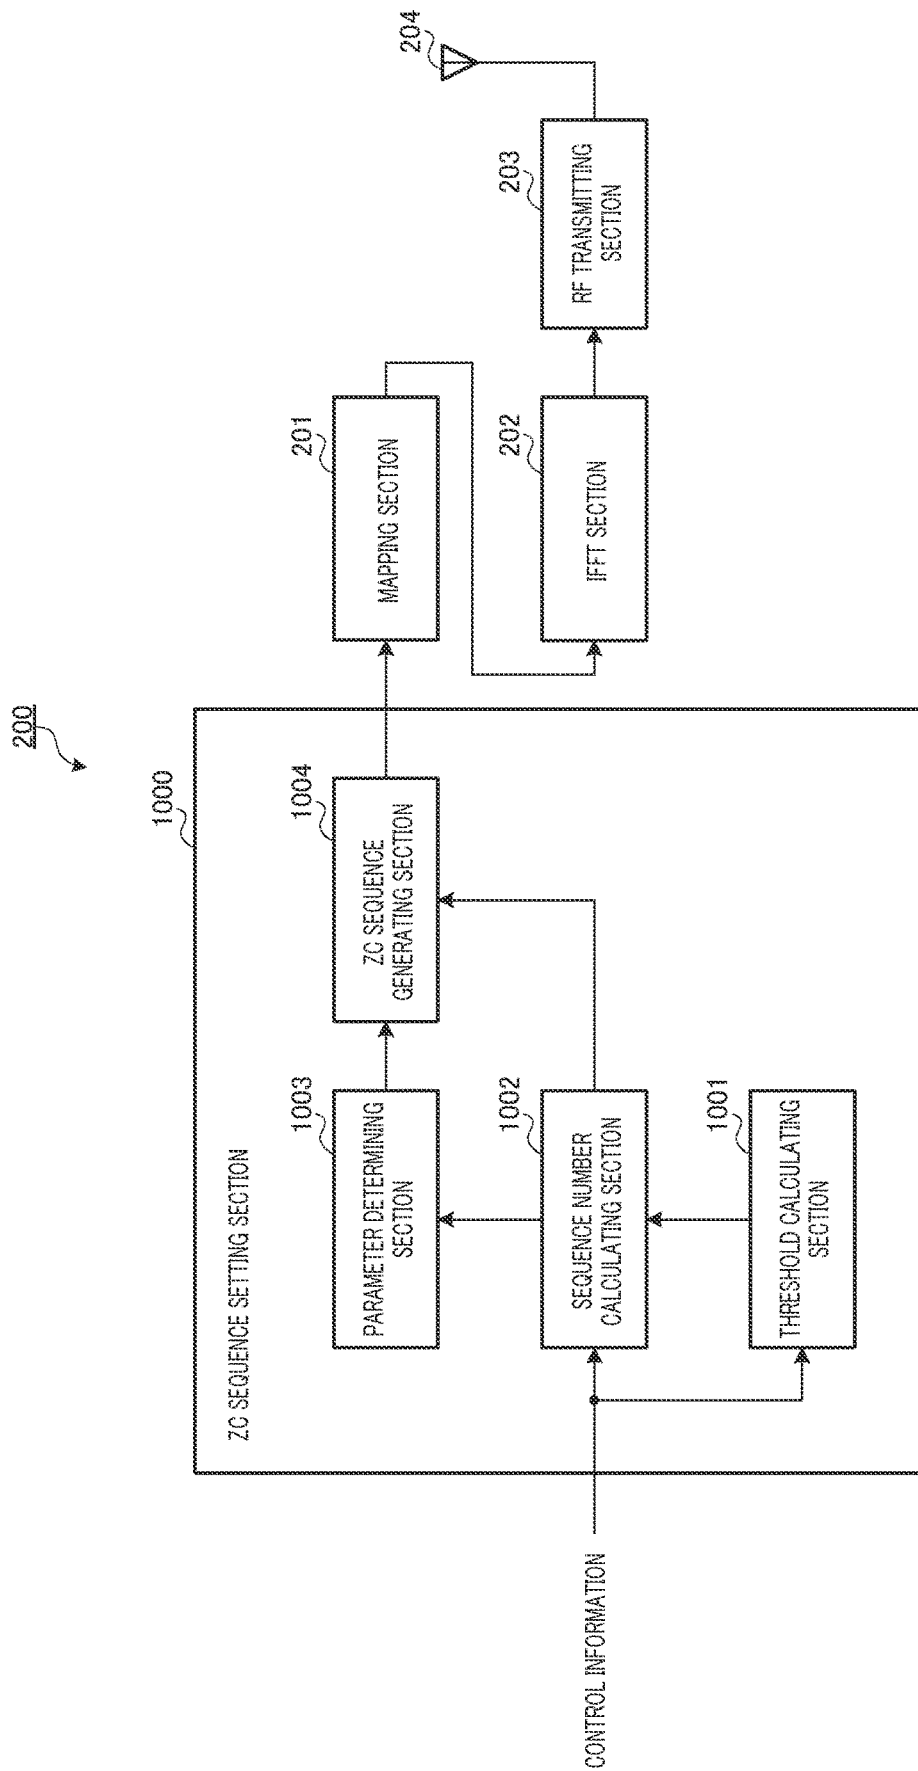 200
1000
ZC SEQUENCE SETTING SECTION
CONTROL INFORMATION
1003
PARAMETER DETERMINING
SECTION
1004
ZC SEQUENCE
GENERATING SECTION
1002
SEQUENCE NUMBER
CALCULATING SECTION
1001
THRESHOLD CALCULATING
SECTION
201
MAPPING SECTION
202
IFFT SECTION
203
RF TRANSMITTING
SECTION
204